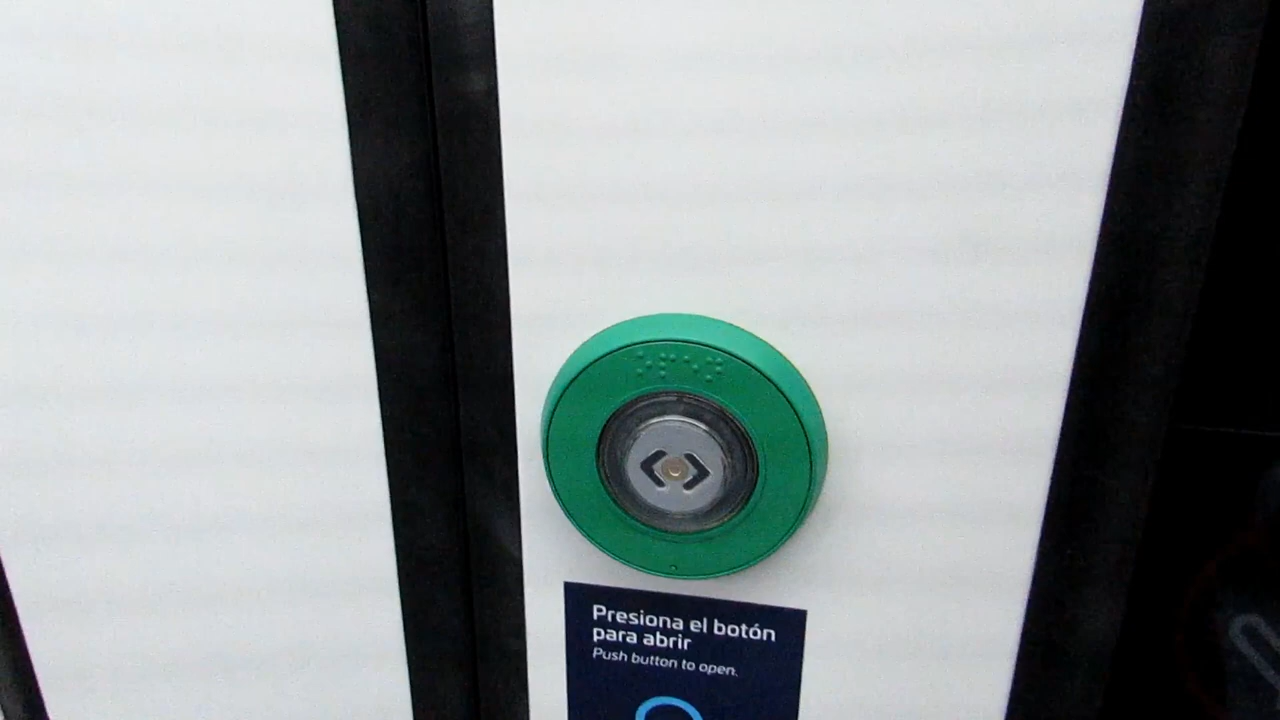 Presiona el botón
para abrir
Push button to open.